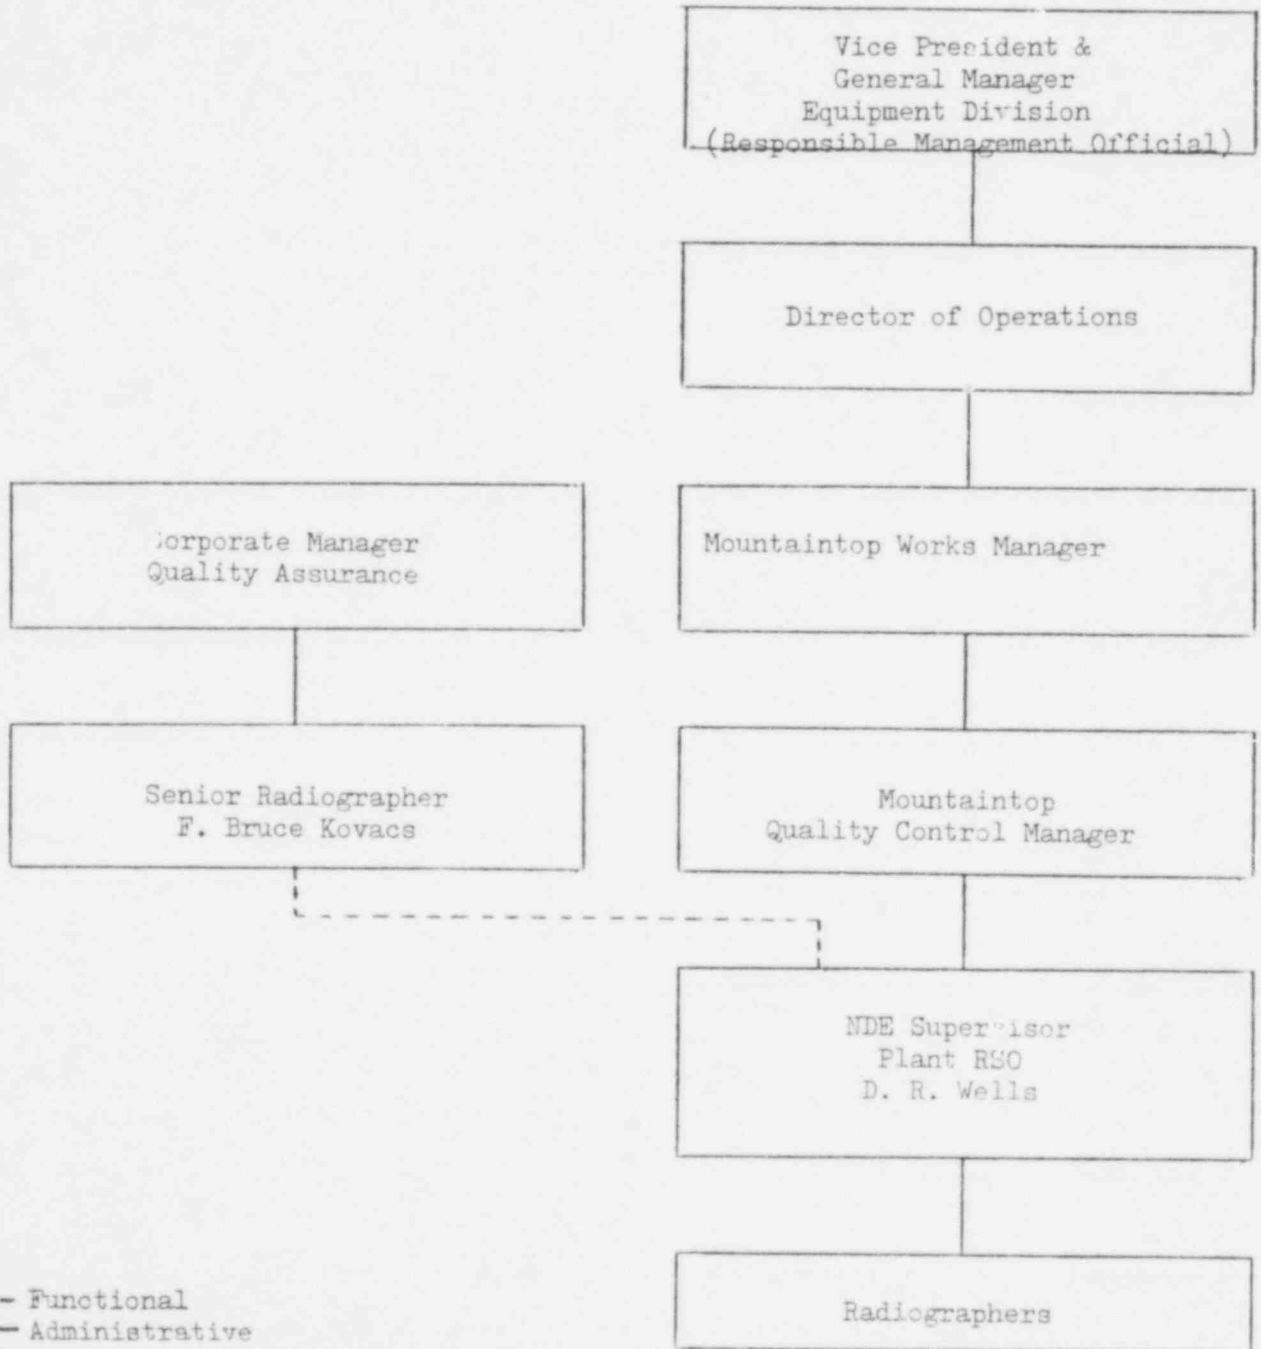 Vice President &
General Manager
Equipment Division
(Responsible Management Official)
Director of Operations
Corporate Manager
Quality Assurance
Mountaintop Works Manager
Senior Radiographer
F. Bruce Kovacs
Mountaintop
Quality Control Manager
NDE Supervisor
Plant RSO
D. R. Wells
Radiographers
- Functional
- Administrative